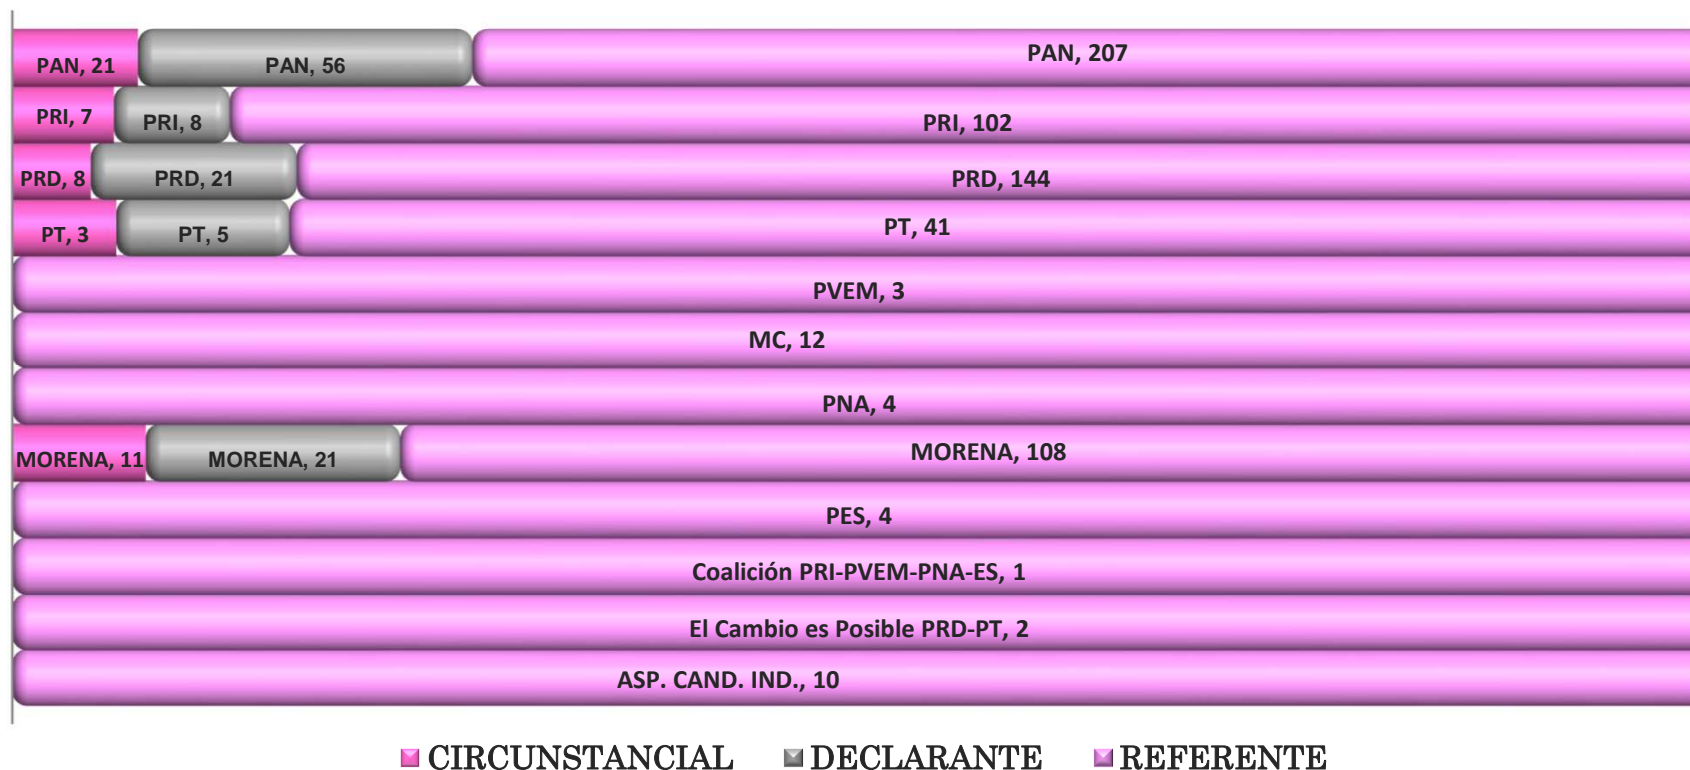 PAN, 21 PAN, 56 PAN, 207
PRI, 7 PRI, 8 PRI, 102
PRD, 8 PRD, 21 PRD, 144
PT, 3 PT, 5 PT, 41
PVEM, 3
MC, 12
PNA, 4
MORENA, 11 MORENA, 21 MORENA, 108
PES, 4
Coalición PRI-PVEM-PNA-ES, 1
El Cambio es Posible PRD-PT, 2
ASP. CAND. IND., 10
CIRCUNSTANCIAL DECLARANTE REFERENTE